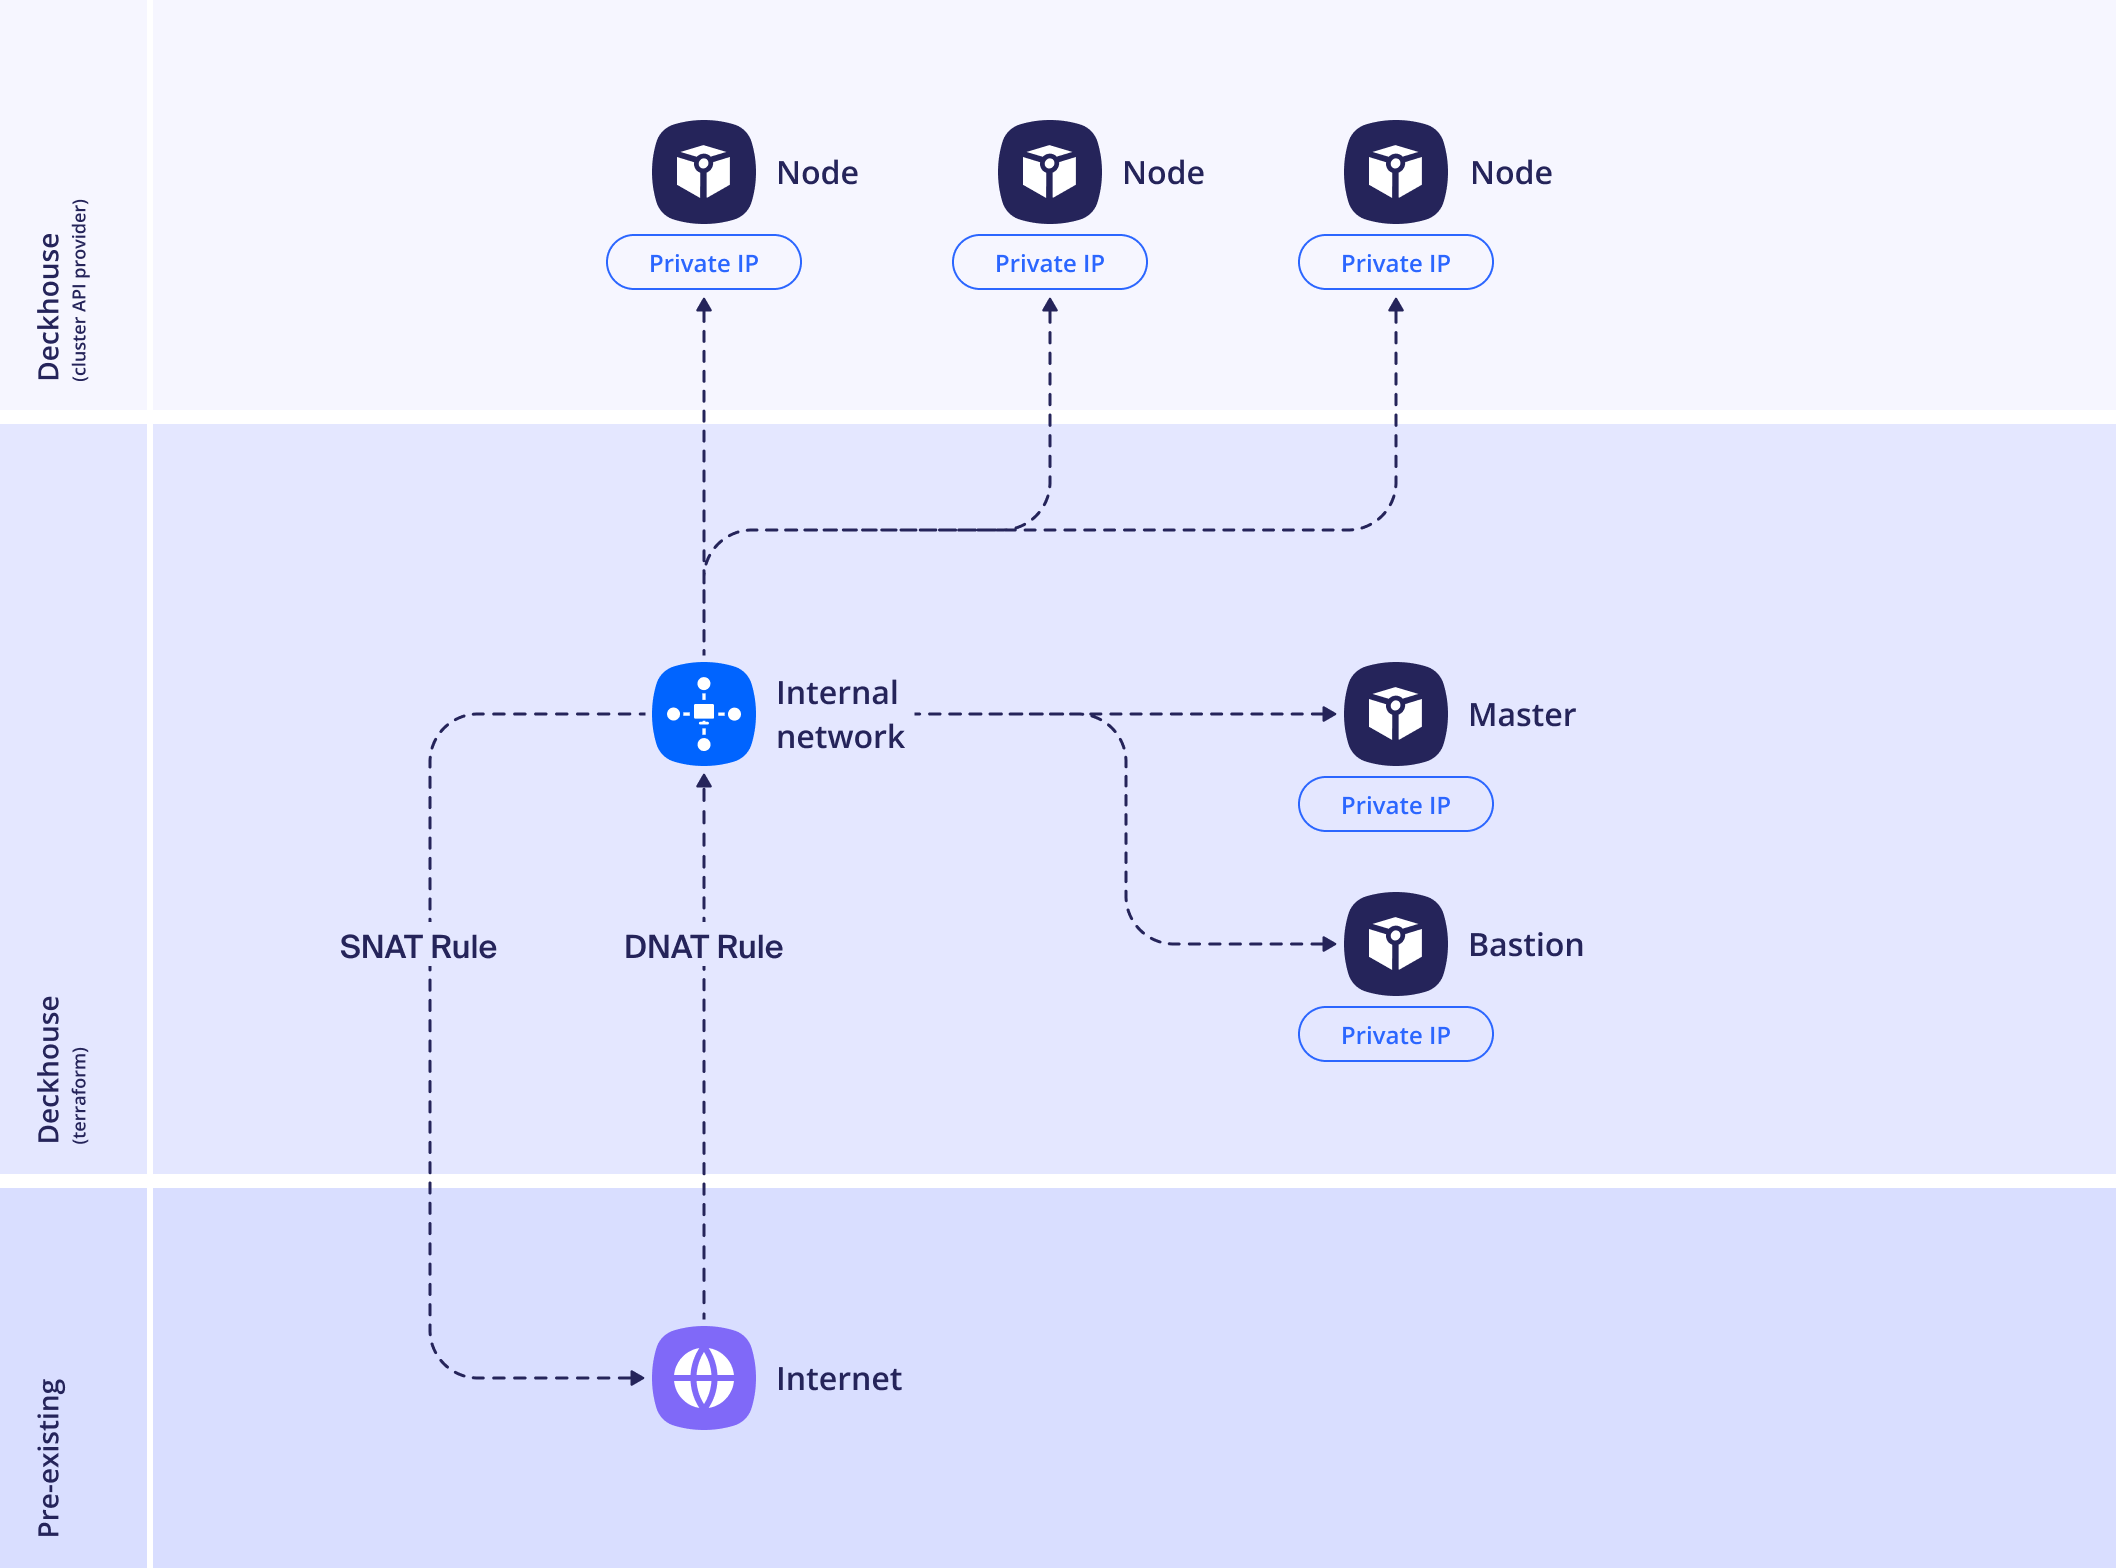 Deckhouse
(cluster API provider)
Node
Node
Node
Private IP
Private IP
Private IP
Deckhouse
(terraform)
Internal
network
Master
Private IP
SNAT Rule
DNAT Rule
Bastion
Private IP
Pre-existing
Internet